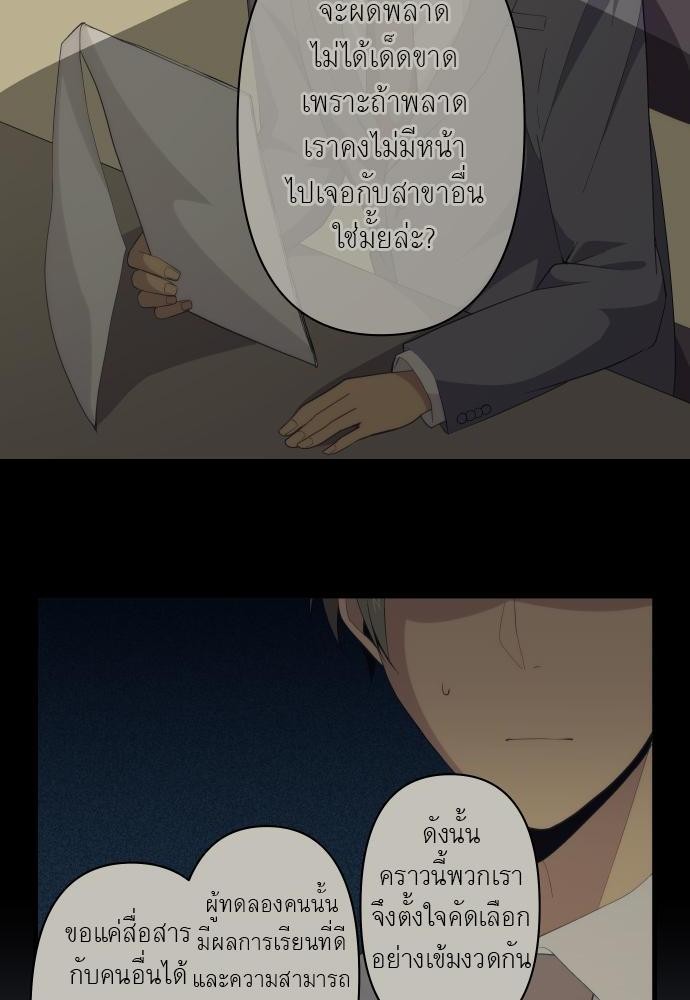 จะผิดพลาด
ไม่ได้เด็ดขาด
เพราะถ้าพลาด
เราคงไม่มีหน้า
ไปเจอกับสาขาอื่น
ใช่มั้ยล่ะ?
ดังนั้น
คราวนี้พวกเรา
จึงตั้งใจคัดเลือก
อย่างเข้มงวดกัน
ผู้ทดลองคนนั้น
มีผลการเรียนที่ดี
และความสามารถ
ขอแค่สื่อสาร
กับคนอื่นได้